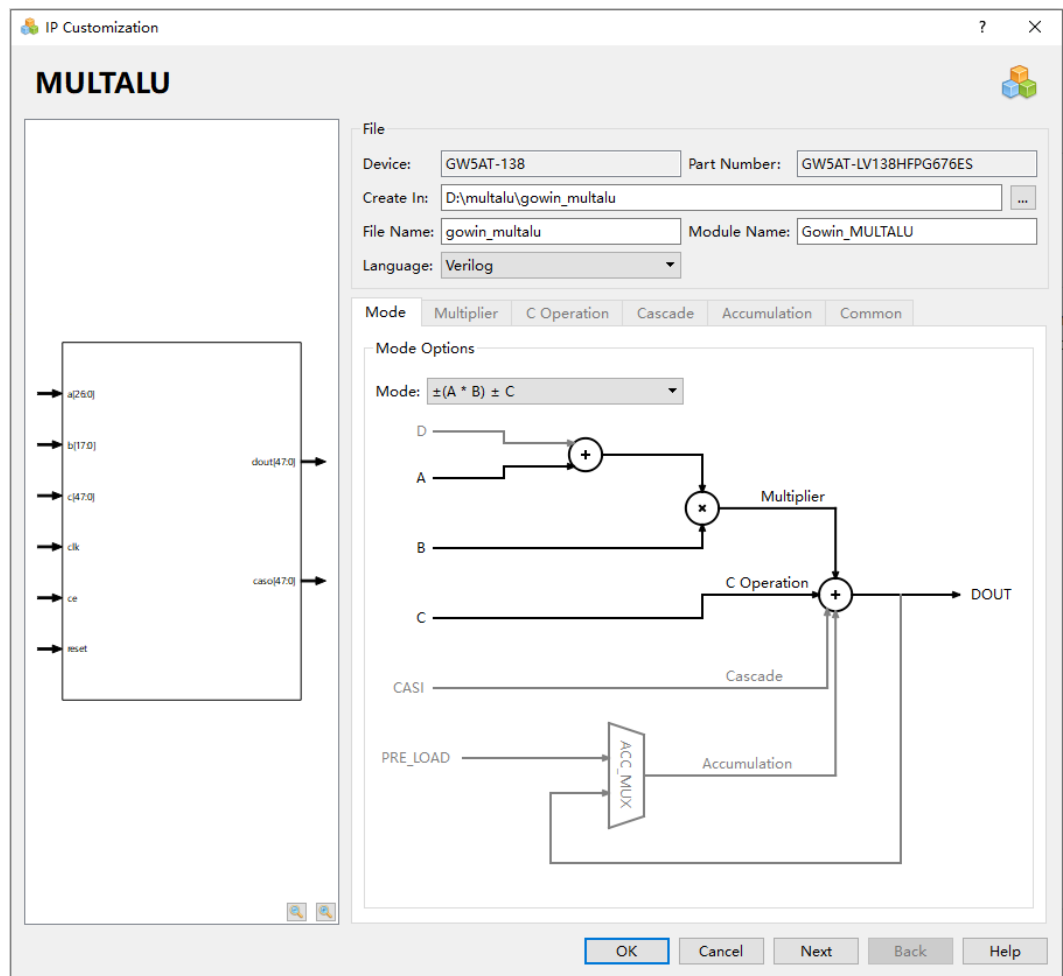 IP Customization
?
MULTALU
File
Device: GW5AT-138 Part Number: GW5AT-LV138HFPG676ES
Create In: D:\multalu\gowin_multalu ...
File Name: gowin_multalu Module Name: Gowin_MULTALU
Language: Verilog
Mode Multiplier C Operation Cascade Accumulation Common
Mode Options
Mode: ±(A * B) ± C
a[26:0]
b[17:0]
c[47:0]
clk
ce
reset
dout[47:0]
caso[47:0]
D
+
A
Multiplier
×
B
C Operation
C
+
DOUT
CASI
Cascade
PRE_LOAD
ACC_MUX
Accumulation
OK Cancel Next Back Help